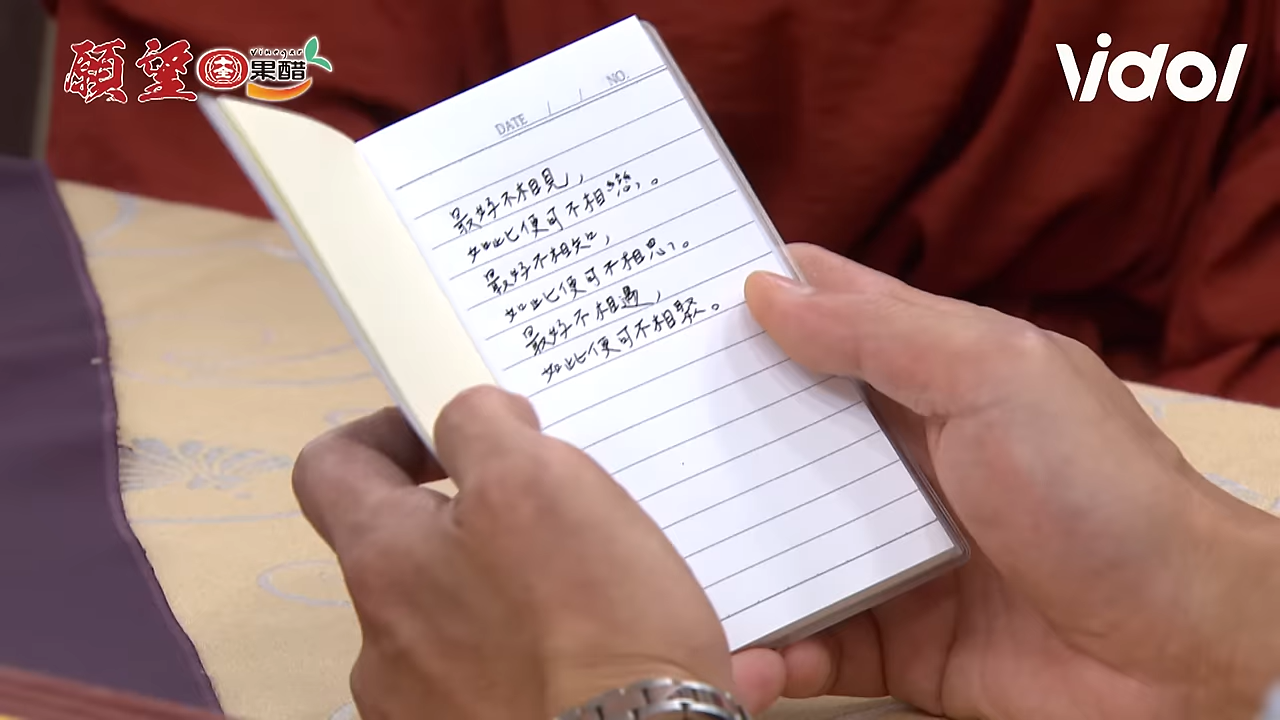 願望
Vinegar
果醋
Vidol
DATE / / NO.
最好不相見，
如此便可不相戀。
最好不相知，
如此便可不相思。
最好不相遇，
如此便可不相聚。